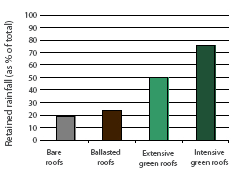 Retained rainfall (as % of total)
100
90
80
70
60
50
40
30
20
10
0
Bare
roofs
Ballasted
roofs
Extensive
green roofs
Intensive
green roofs